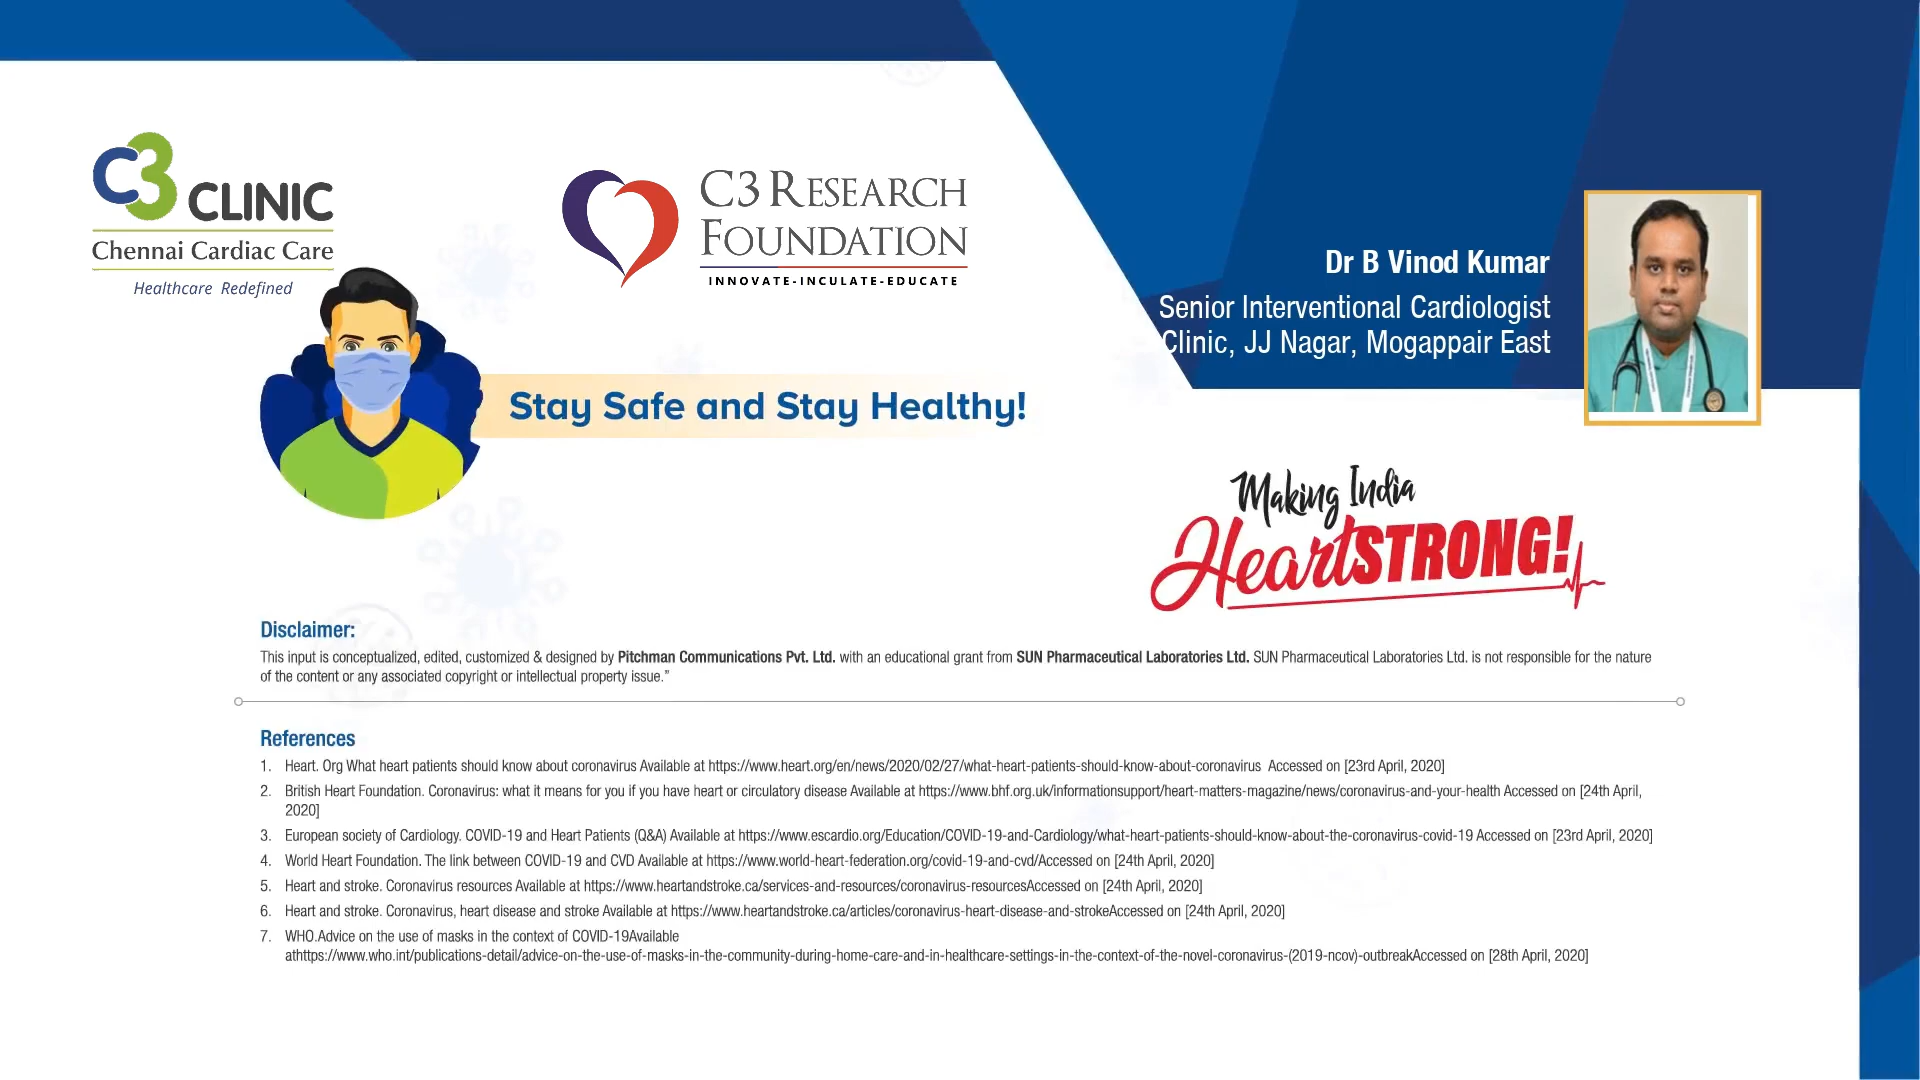 C3 CLINIC
Chennai Cardiac Care
Healthcare Redefined
C3 RESEARCH
FOUNDATION
INNOVATE-INCULATE-EDUCATE
Dr B Vinod Kumar
Senior Interventional Cardiologist
Clinic, JJ Nagar, Mogappair East
Stay Safe and Stay Healthy!
Making India
HeartSTRONG!
Disclaimer:
This input is conceptualized, edited, customized & designed by Pitchman Communications Pvt. Ltd. with an educational grant from SUN Pharmaceutical Laboratories Ltd. SUN Pharmaceutical Laboratories Ltd. is not responsible for the nature
of the content or any associated copyright or intellectual property issue.”
References
1. Heart. Org What heart patients should know about coronavirus Available at https://www.heart.org/en/news/2020/02/27/what-heart-patients-should-know-about-coronavirus Accessed on [23rd April, 2020]
2. British Heart Foundation. Coronavirus: what it means for you if you have heart or circulatory disease Available at https://www.bhf.org.uk/informationsupport/heart-matters-magazine/news/coronavirus-and-your-health Accessed on [24th April,
2020]
3. European society of Cardiology. COVID-19 and Heart Patients (Q&A) Available at https://www.escardio.org/Education/COVID-19-and-Cardiology/what-heart-patients-should-know-about-the-coronavirus-covid-19 Accessed on [23rd April, 2020]
4. World Heart Foundation. The link between COVID-19 and CVD Available at https://www.world-heart-federation.org/covid-19-and-cvd/Accessed on [24th April, 2020]
5. Heart and stroke. Coronavirus resources Available at https://www.heartandstroke.ca/services-and-resources/coronavirus-resourcesAccessed on [24th April, 2020]
6. Heart and stroke. Coronavirus, heart disease and stroke Available at https://www.heartandstroke.ca/articles/coronavirus-heart-disease-and-strokeAccessed on [24th April, 2020]
7. WHO.Advice on the use of masks in the context of COVID-19Available
athttps://www.who.int/publications-detail/advice-on-the-use-of-masks-in-the-community-during-home-care-and-in-healthcare-settings-in-the-context-of-the-novel-coronavirus-(2019-ncov)-outbreakAccessed on [28th April, 2020]